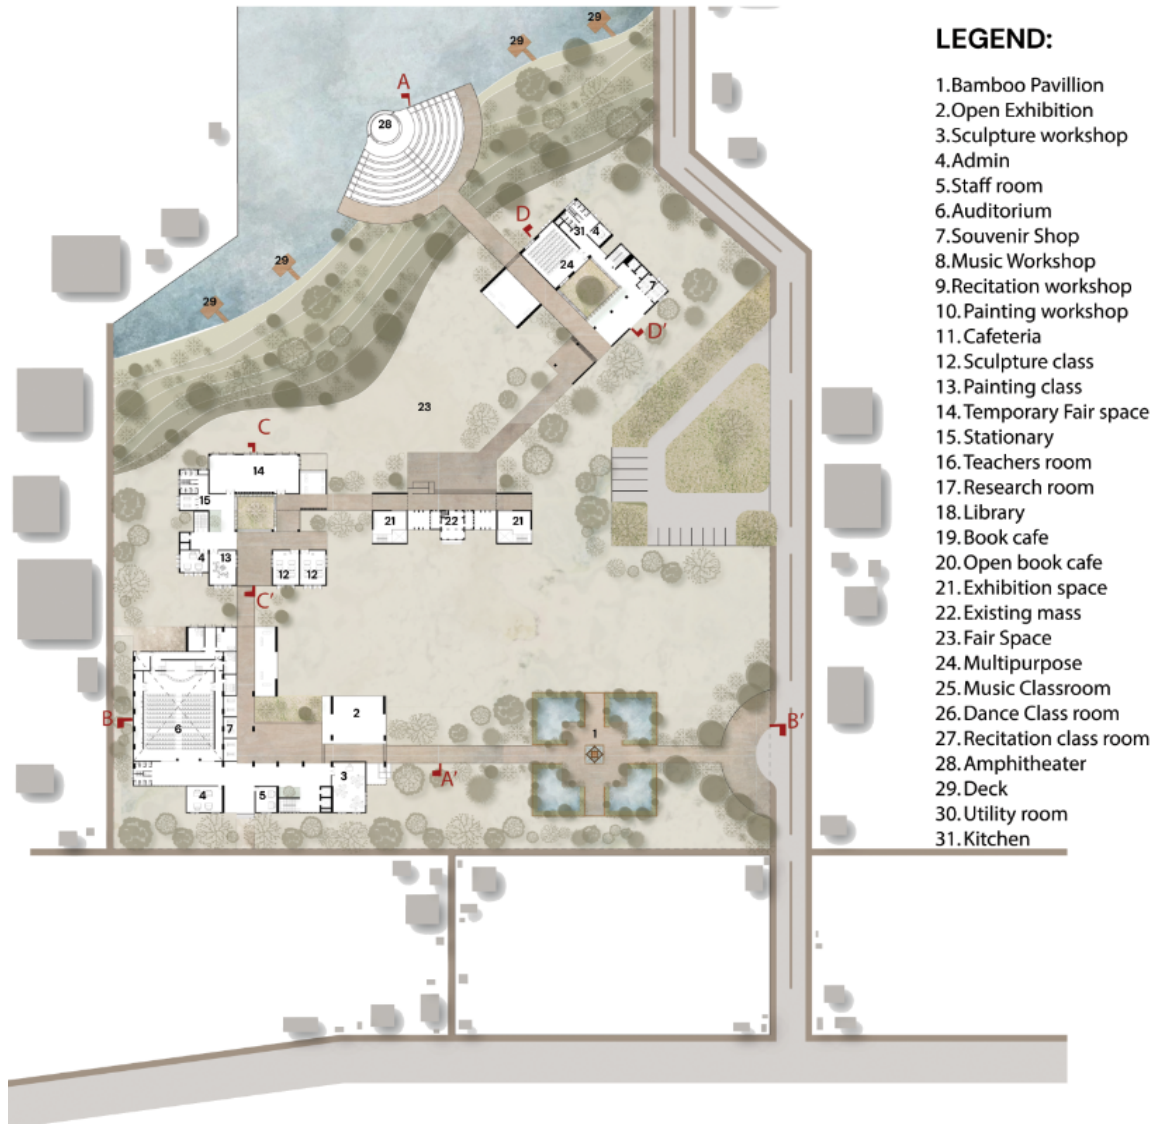 29
29
A
28
D
31
4
24
29
7
29
D'
23
C
14
15
21
22
21
4
13
12
12
C'
B
6
7
2
1
B'
A'
3
4
5
LEGEND:
1.Bamboo Pavillion
2.Open Exhibition
3.Sculpture workshop
4.Admin
5.Staff room
6.Auditorium
7.Souvenir Shop
8.Music Workshop
9.Recitation workshop
10.Painting workshop
11.Cafeteria
12.Sculpture class
13.Painting class
14.Temporary Fair space
15.Stationary
16.Teachers room
17.Research room
18.Library
19.Book cafe
20.Open book cafe
21.Exhibition space
22.Existing mass
23.Fair Space
24.Multipurpose
25.Music Classroom
26.Dance Class room
27.Recitation class room
28.Amphitheater
29.Deck
30.Utility room
31.Kitchen